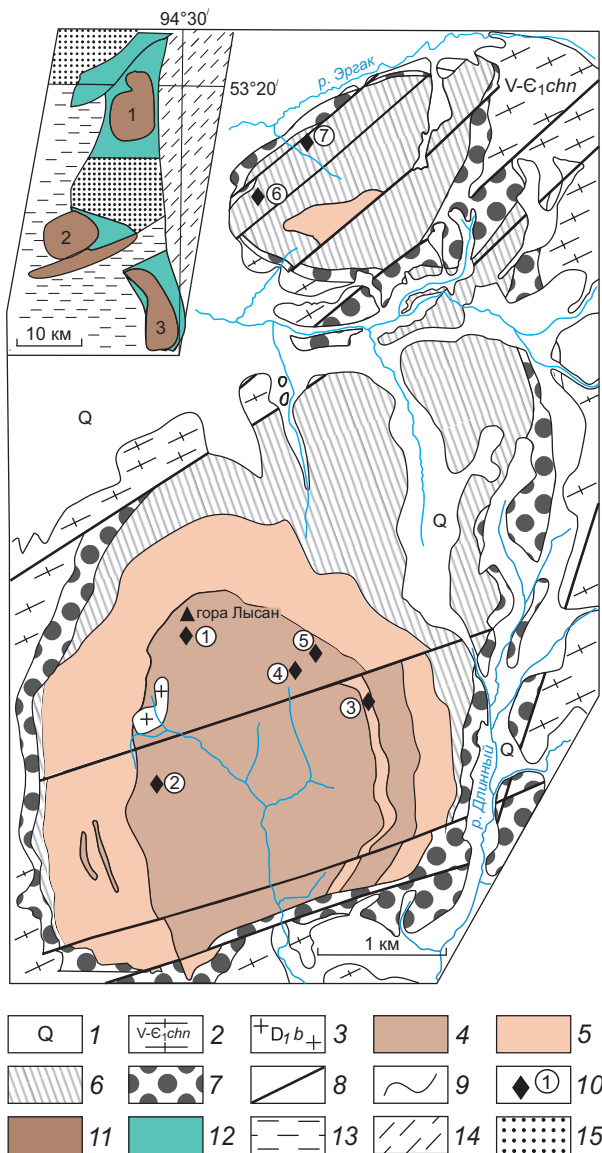 94°30/
53°20/
1
2
3
10 км
р. Эргак
V-Є₁chn
7
6
Q
Q
гора Лысан
1
5
4
3
2
Q
р. Длинный
1 км
Q 1
V-Є₁chn 2
D₁b 3
4
5
6
7
8
9
1 10
11
12
13
14
15